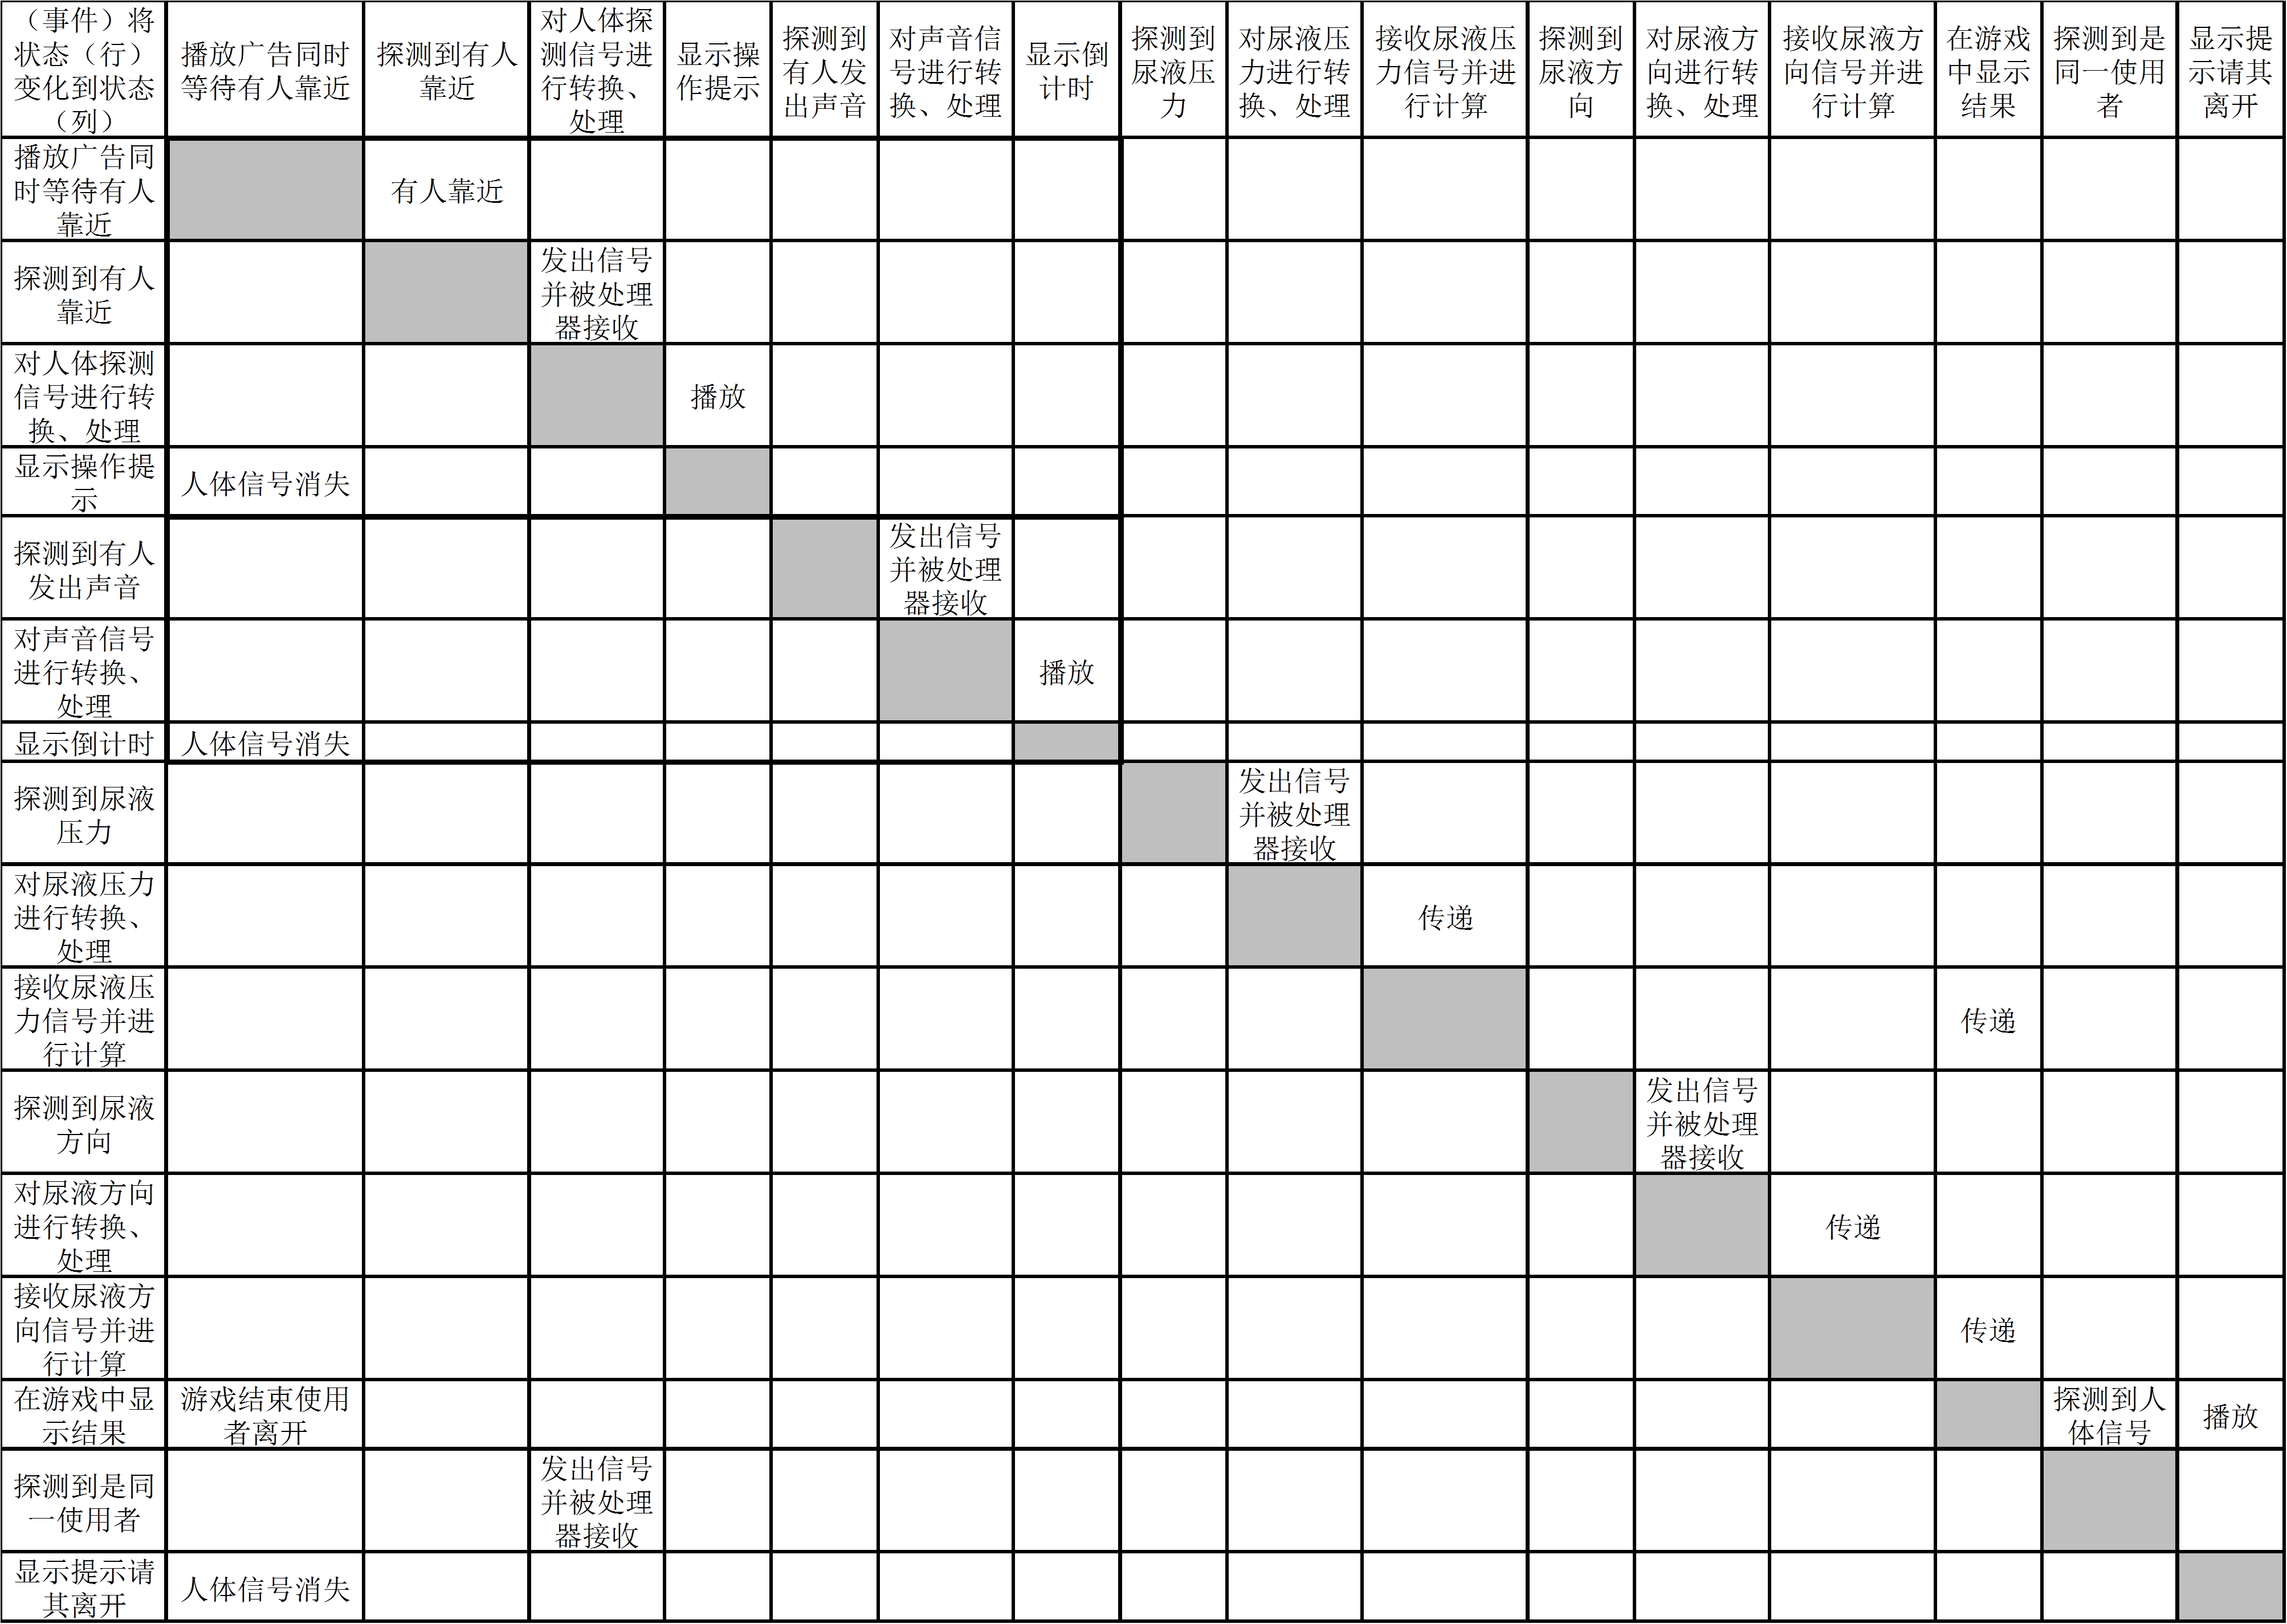 （事件）将
状态（行）
变化到状态
（列）
播放广告同时
等待有人靠近
探测到有人
靠近
对人体探
测信号进
行转换、
处理
显示操
作提示
探测到
有人发
出声音
对声音信
号进行转
换、处理
显示倒
计时
探测到
尿液压
力
对尿液压
力进行转
换、处理
接收尿液压
力信号并进
行计算
探测到
尿液方
向
对尿液方
向进行转
换、处理
接收尿液方
向信号并进
行计算
在游戏
中显示
结果
探测到是
同一使用
者
显示提
示请其
离开
播放广告同
时等待有人
靠近
有人靠近
探测到有人
靠近
发出信号
并被处理
器接收
对人体探测
信号进行转
换、处理
播放
显示操作提
示
人体信号消失
探测到有人
发出声音
发出信号
并被处理
器接收
对声音信号
进行转换、
处理
播放
显示倒计时
人体信号消失
探测到尿液
压力
发出信号
并被处理
器接收
对尿液压力
进行转换、
处理
传递
接收尿液压
力信号并进
行计算
传递
探测到尿液
方向
发出信号
并被处理
器接收
对尿液方向
进行转换、
处理
传递
接收尿液方
向信号并进
行计算
传递
在游戏中显
示结果
游戏结束使用
者离开
探测到人
体信号
播放
探测到是同
一使用者
发出信号
并被处理
器接收
显示提示请
其离开
人体信号消失